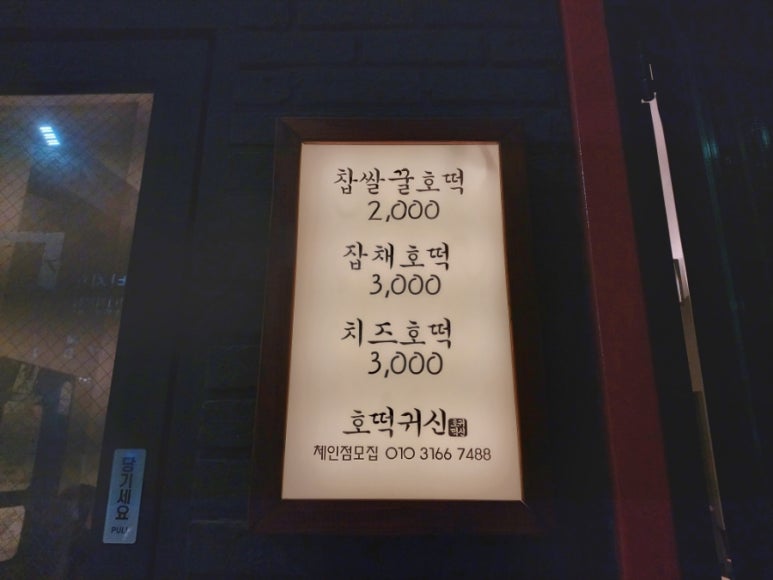 찹쌀꿀호떡
2,000
잡채호떡
3,000
치즈호떡
3,000
호떡귀신
체인점모집 010 3166 7488
당기세요
PULL